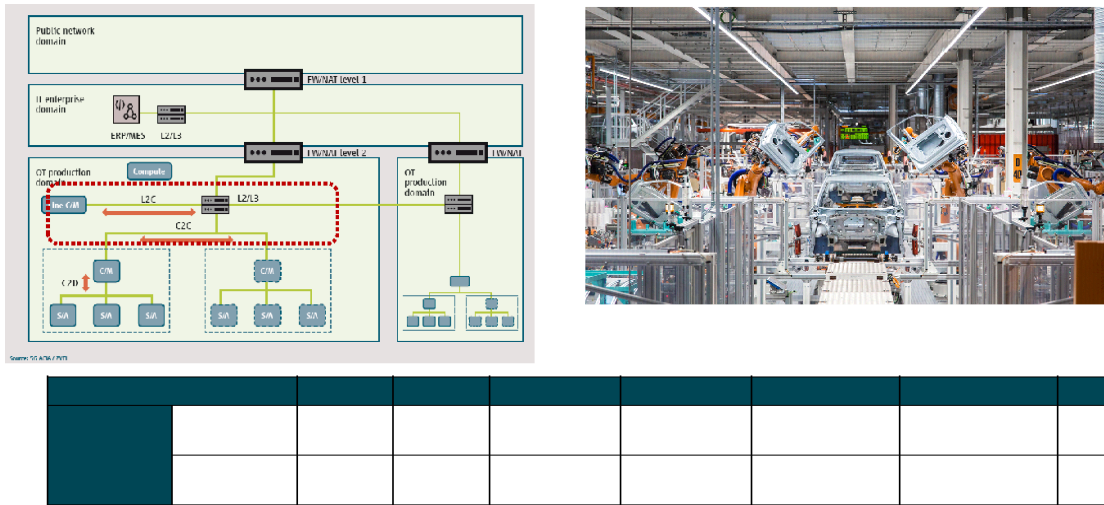 Public network
domain
FW/NAT level 1
IT enterprise
domain
ERP/MES
L2/L3
FW/NAT level 2
FW/NAT
OT production
domain
Compute
OT
production
domain
Line C/M
L2C
L2/L3
C2C
C/M
C/M
C2D
S/A
S/A
S/A
S/A
S/A
S/A
Source: 5G-ACIA / ZVEI